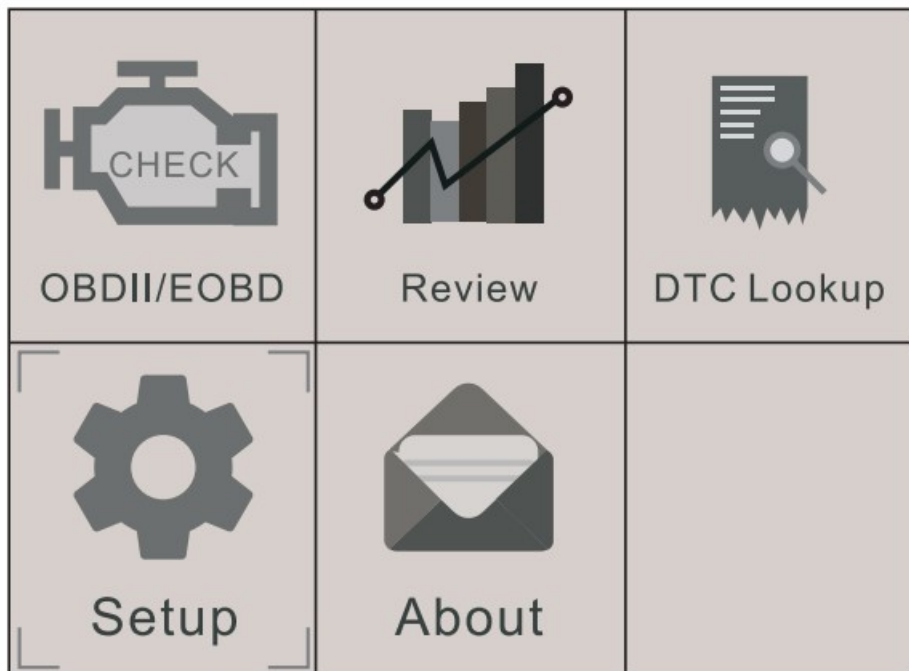 CHECK
OBDII/EOBD
Review
DTC Lookup
Setup
About